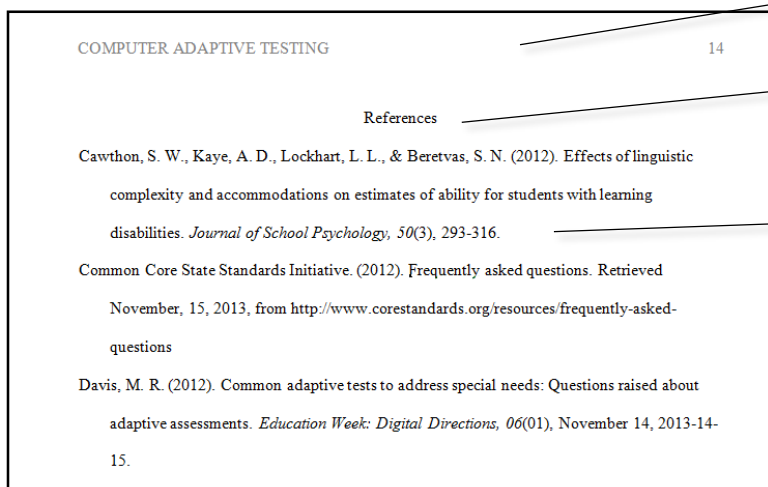 COMPUTER ADAPTIVE TESTING 14
References
Cawthon, S. W., Kaye, A. D., Lockhart, L. L., & Beretvas, S. N. (2012). Effects of linguistic
complexity and accommodations on estimates of ability for students with learning
disabilities. Journal of School Psychology, 50(3), 293-316.
Common Core State Standards Initiative. (2012). Frequently asked questions. Retrieved
November, 15, 2013, from http://www.corestandards.org/resources/frequently-asked-
questions
Davis, M. R. (2012). Common adaptive tests to address special needs: Questions raised about
adaptive assessments. Education Week: Digital Directions, 06(01), November 14, 2013-14-
15.